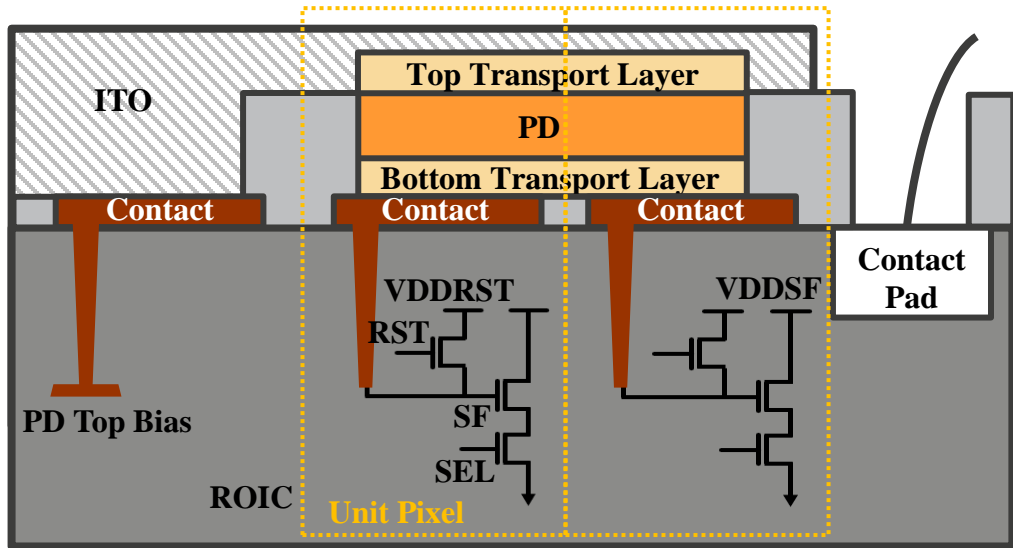 Top Transport Layer
ITO
PD
Bottom Transport Layer
Contact
Contact
Contact
Contact
Pad
VDDRST
VDDSF
RST
SF
PD Top Bias
SEL
ROIC
Unit Pixel